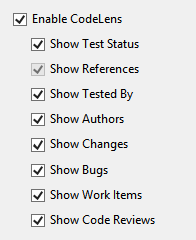 Enable CodeLens
Show Test Status
Show References
Show Tested By
Show Authors
Show Changes
Show Bugs
Show Work Items
Show Code Reviews